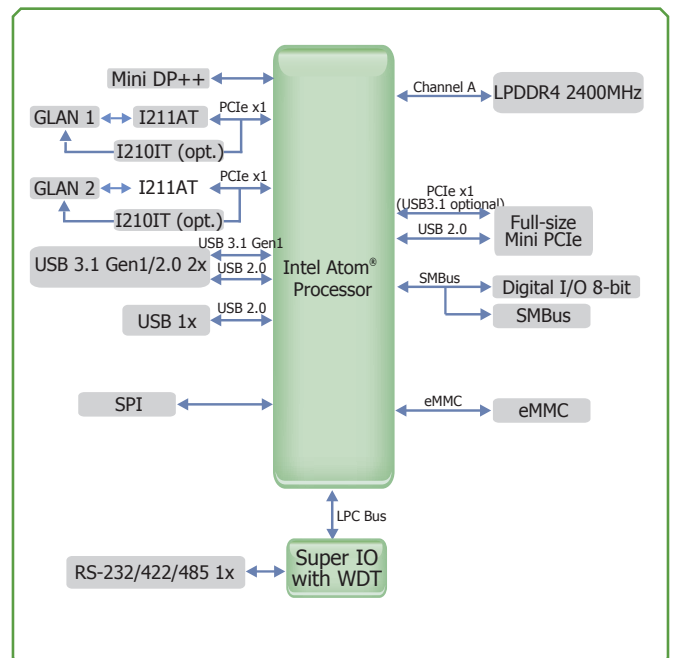 Mini DP++
GLAN 1
I211AT
PCIe x1
I210IT (opt.)
GLAN 2
I211AT
PCIe x1
I210IT (opt.)
USB 3.1 Gen1/2.0 2x
USB 3.1 Gen1
USB 2.0
USB 1x
USB 2.0
SPI
Intel Atom®
Processor
Channel A
LPDDR4 2400MHz
PCIe x1
(USB3.1 optional)
USB 2.0
Full-size
Mini PCIe
SMBus
Digital I/O 8-bit
SMBus
eMMC
eMMC
LPC Bus
Super IO
with WDT
RS-232/422/485 1x